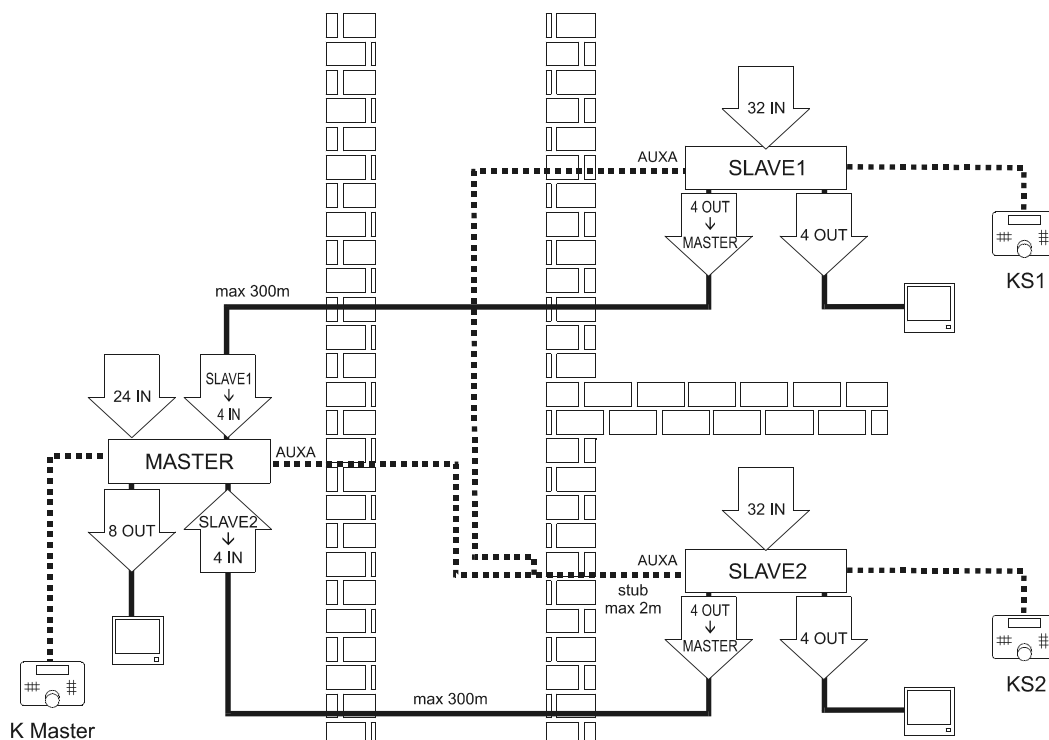 32 IN
AUXA
SLAVE1
4 OUT
↓
MASTER
4 OUT
KS1
max 300m
24 IN
SLAVE1
↓
4 IN
MASTER
AUXA
8 OUT
SLAVE2
↓
4 IN
32 IN
AUXA
SLAVE2
stub
max 2m
4 OUT
↓
MASTER
4 OUT
KS2
max 300m
K Master